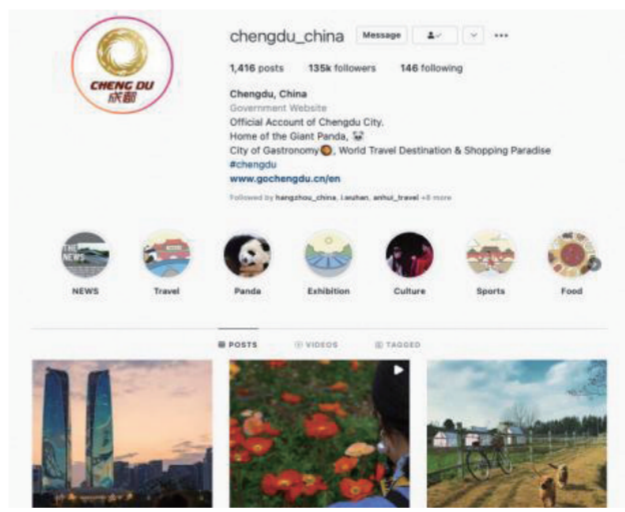 chengdu_china Message
1,416 posts 135k followers 146 following
CHENG DU
成都
Chengdu, China
Government Website
Official Account of Chengdu City.
Home of the Giant Panda,
City of Gastronomy, World Travel Destination & Shopping Paradise
#chengdu
www.gochengdu.cn/en
Followed by hangzhou_china, i.wuhan, anhui_travel +8 more
THE
NEWS
NEWS Travel Panda Exhibition Culture Sports Food
POSTS VIDEOS TAGGED